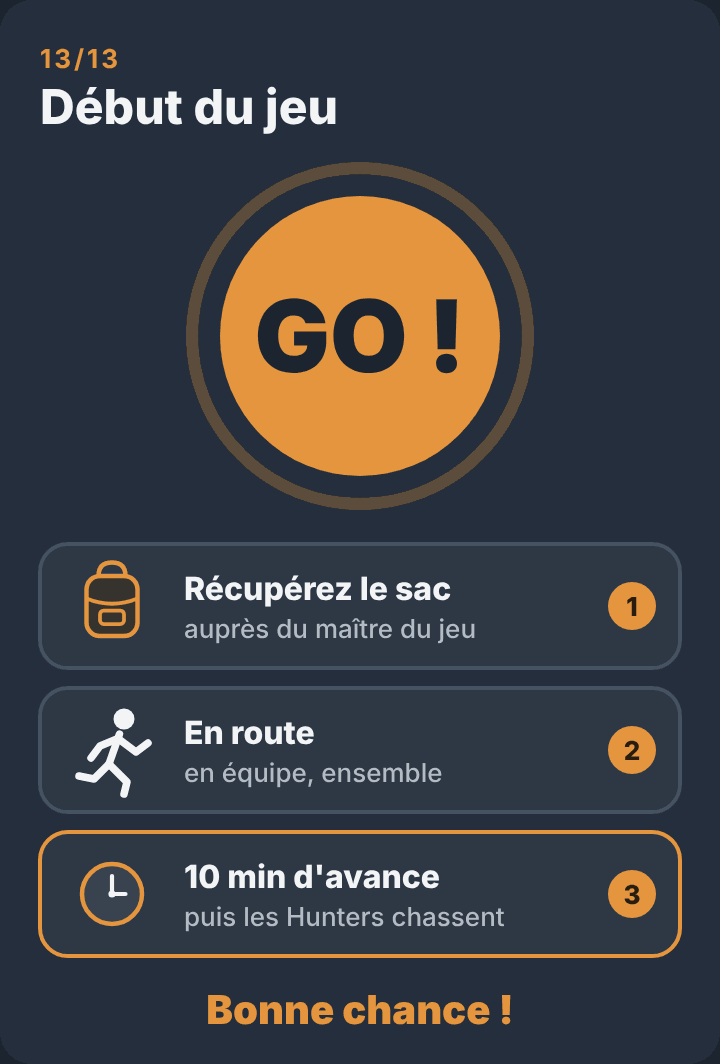 13/13
Début du jeu
GO !
Récupérez le sac
auprès du maître du jeu
1
En route
en équipe, ensemble
2
10 min d'avance
puis les Hunters chassent
3
Bonne chance !